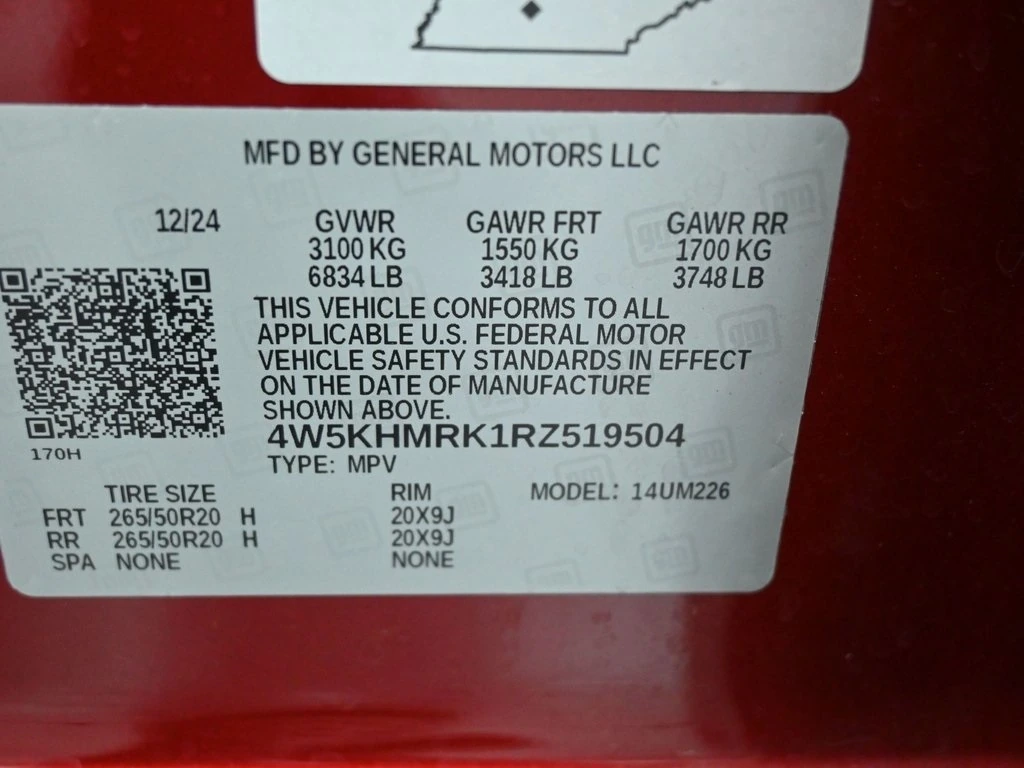 MFD BY GENERAL MOTORS LLC
12/24 GVWR GAWR FRT GAWR RR
3100 KG 1550 KG 1700 KG
6834 LB 3418 LB 3748 LB
THIS VEHICLE CONFORMS TO ALL
APPLICABLE U.S. FEDERAL MOTOR
VEHICLE SAFETY STANDARDS IN EFFECT
ON THE DATE OF MANUFACTURE
SHOWN ABOVE.
4W5KHMRK1RZ519504
170H
TYPE: MPV
TIRE SIZE RIM MODEL: 14UM226
FRT 265/50R20 H 20X9J
RR 265/50R20 H 20X9J
SPA NONE NONE